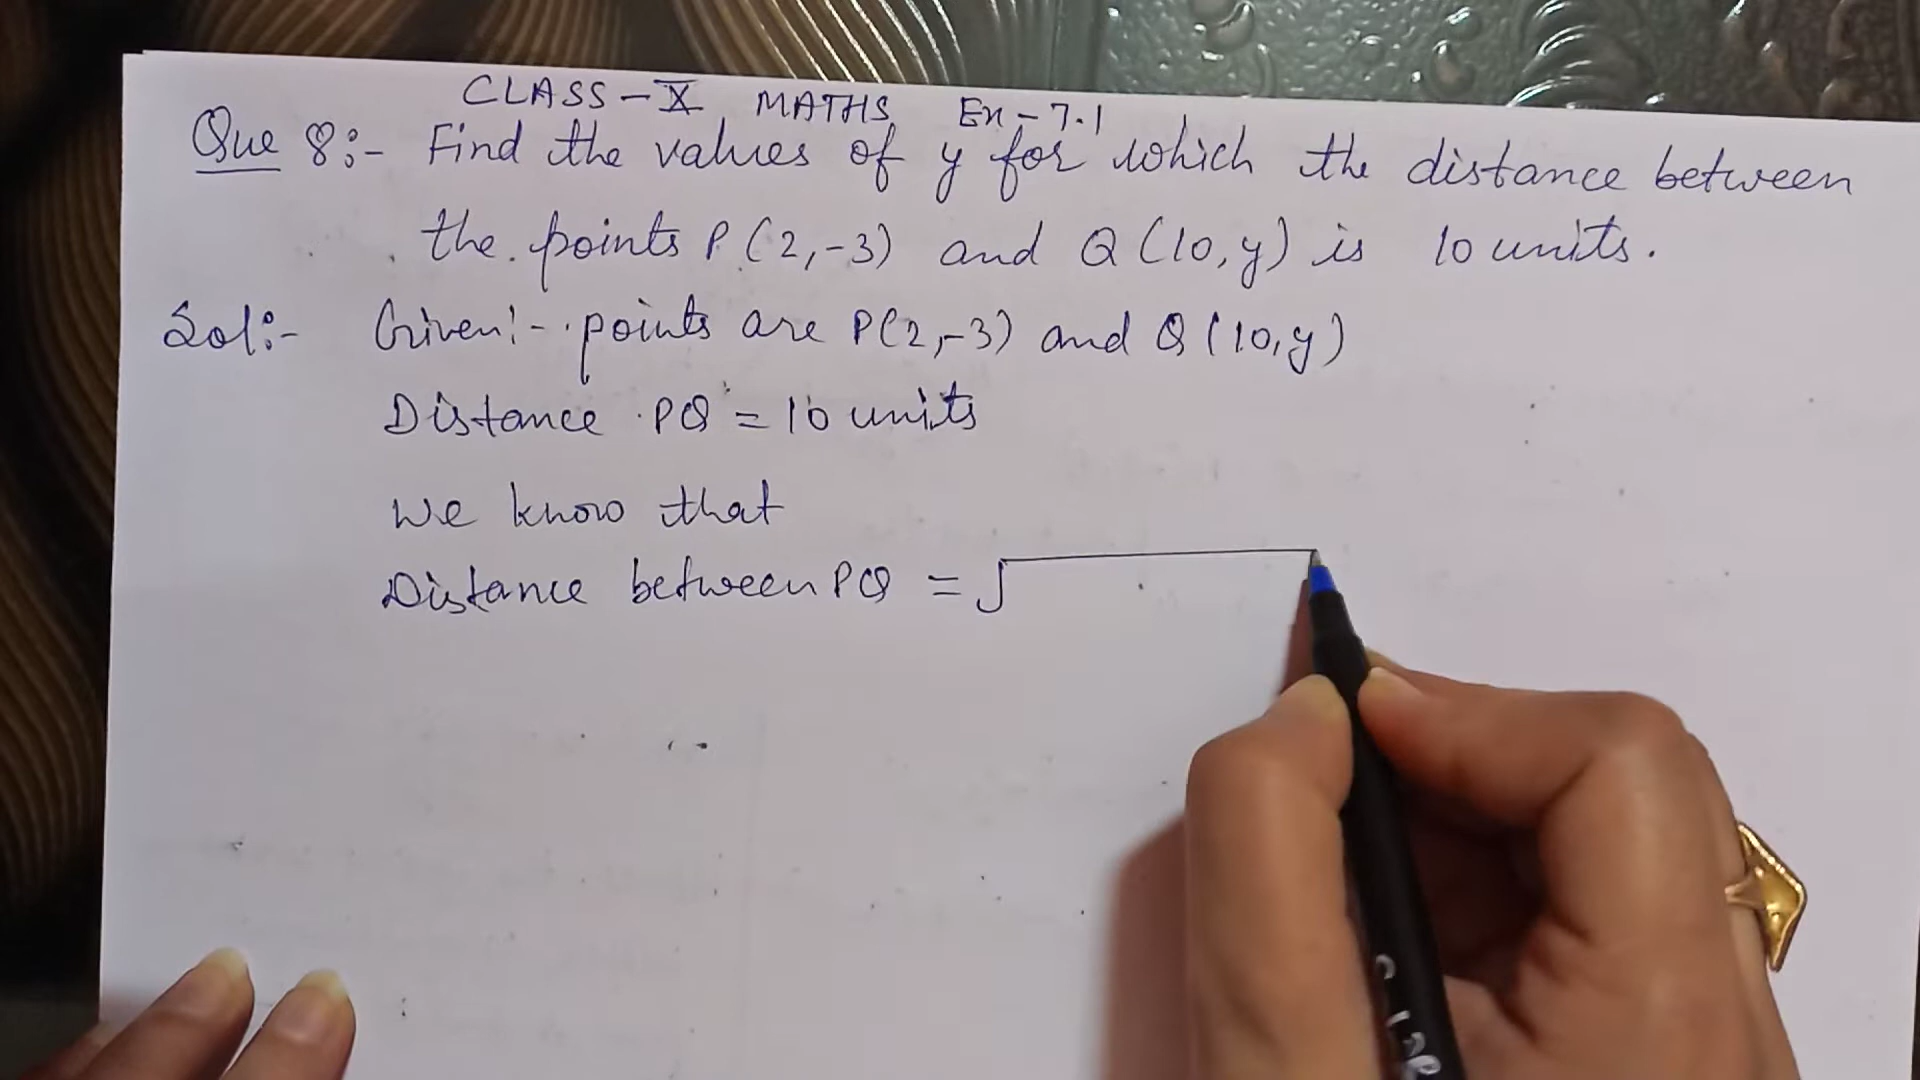 CLASS-X MATHS Ex-7.1
Que 8:- Find the values of y for which the distance between
the points P(2,-3) and Q(10,y) is 10 units.
Sol:- Given:- points are P(2,-3) and Q(10,y)
Distance PQ = 10 units
We know that
Distance between PQ = √